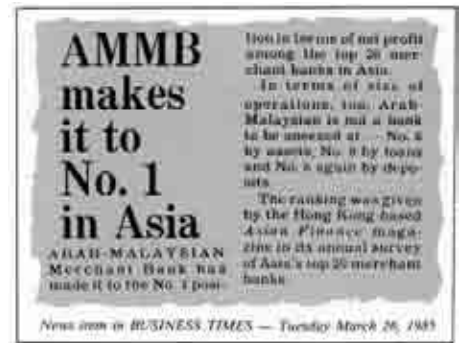 AMMB
makes
it to
No. 1
in Asia
ARAB-MALAYSIAN
Merchant Bank has
made it to the No. 1 posi-
tion in terms of net profit
among the top 20 mer-
chant banks in Asia.
In terms of size of
operations, too, Arab-
Malaysian is not a bank
to be sneezed at — No. 8
by assets, No. 9 by loans
and No. 8 again by depo-
sits.
The ranking was given
by the Hong Kong-based
Asian Finance maga-
zine in its annual survey
of Asia's top 20 merchant
banks.
News item in BUSINESS TIMES — Tuesday March 26, 1985